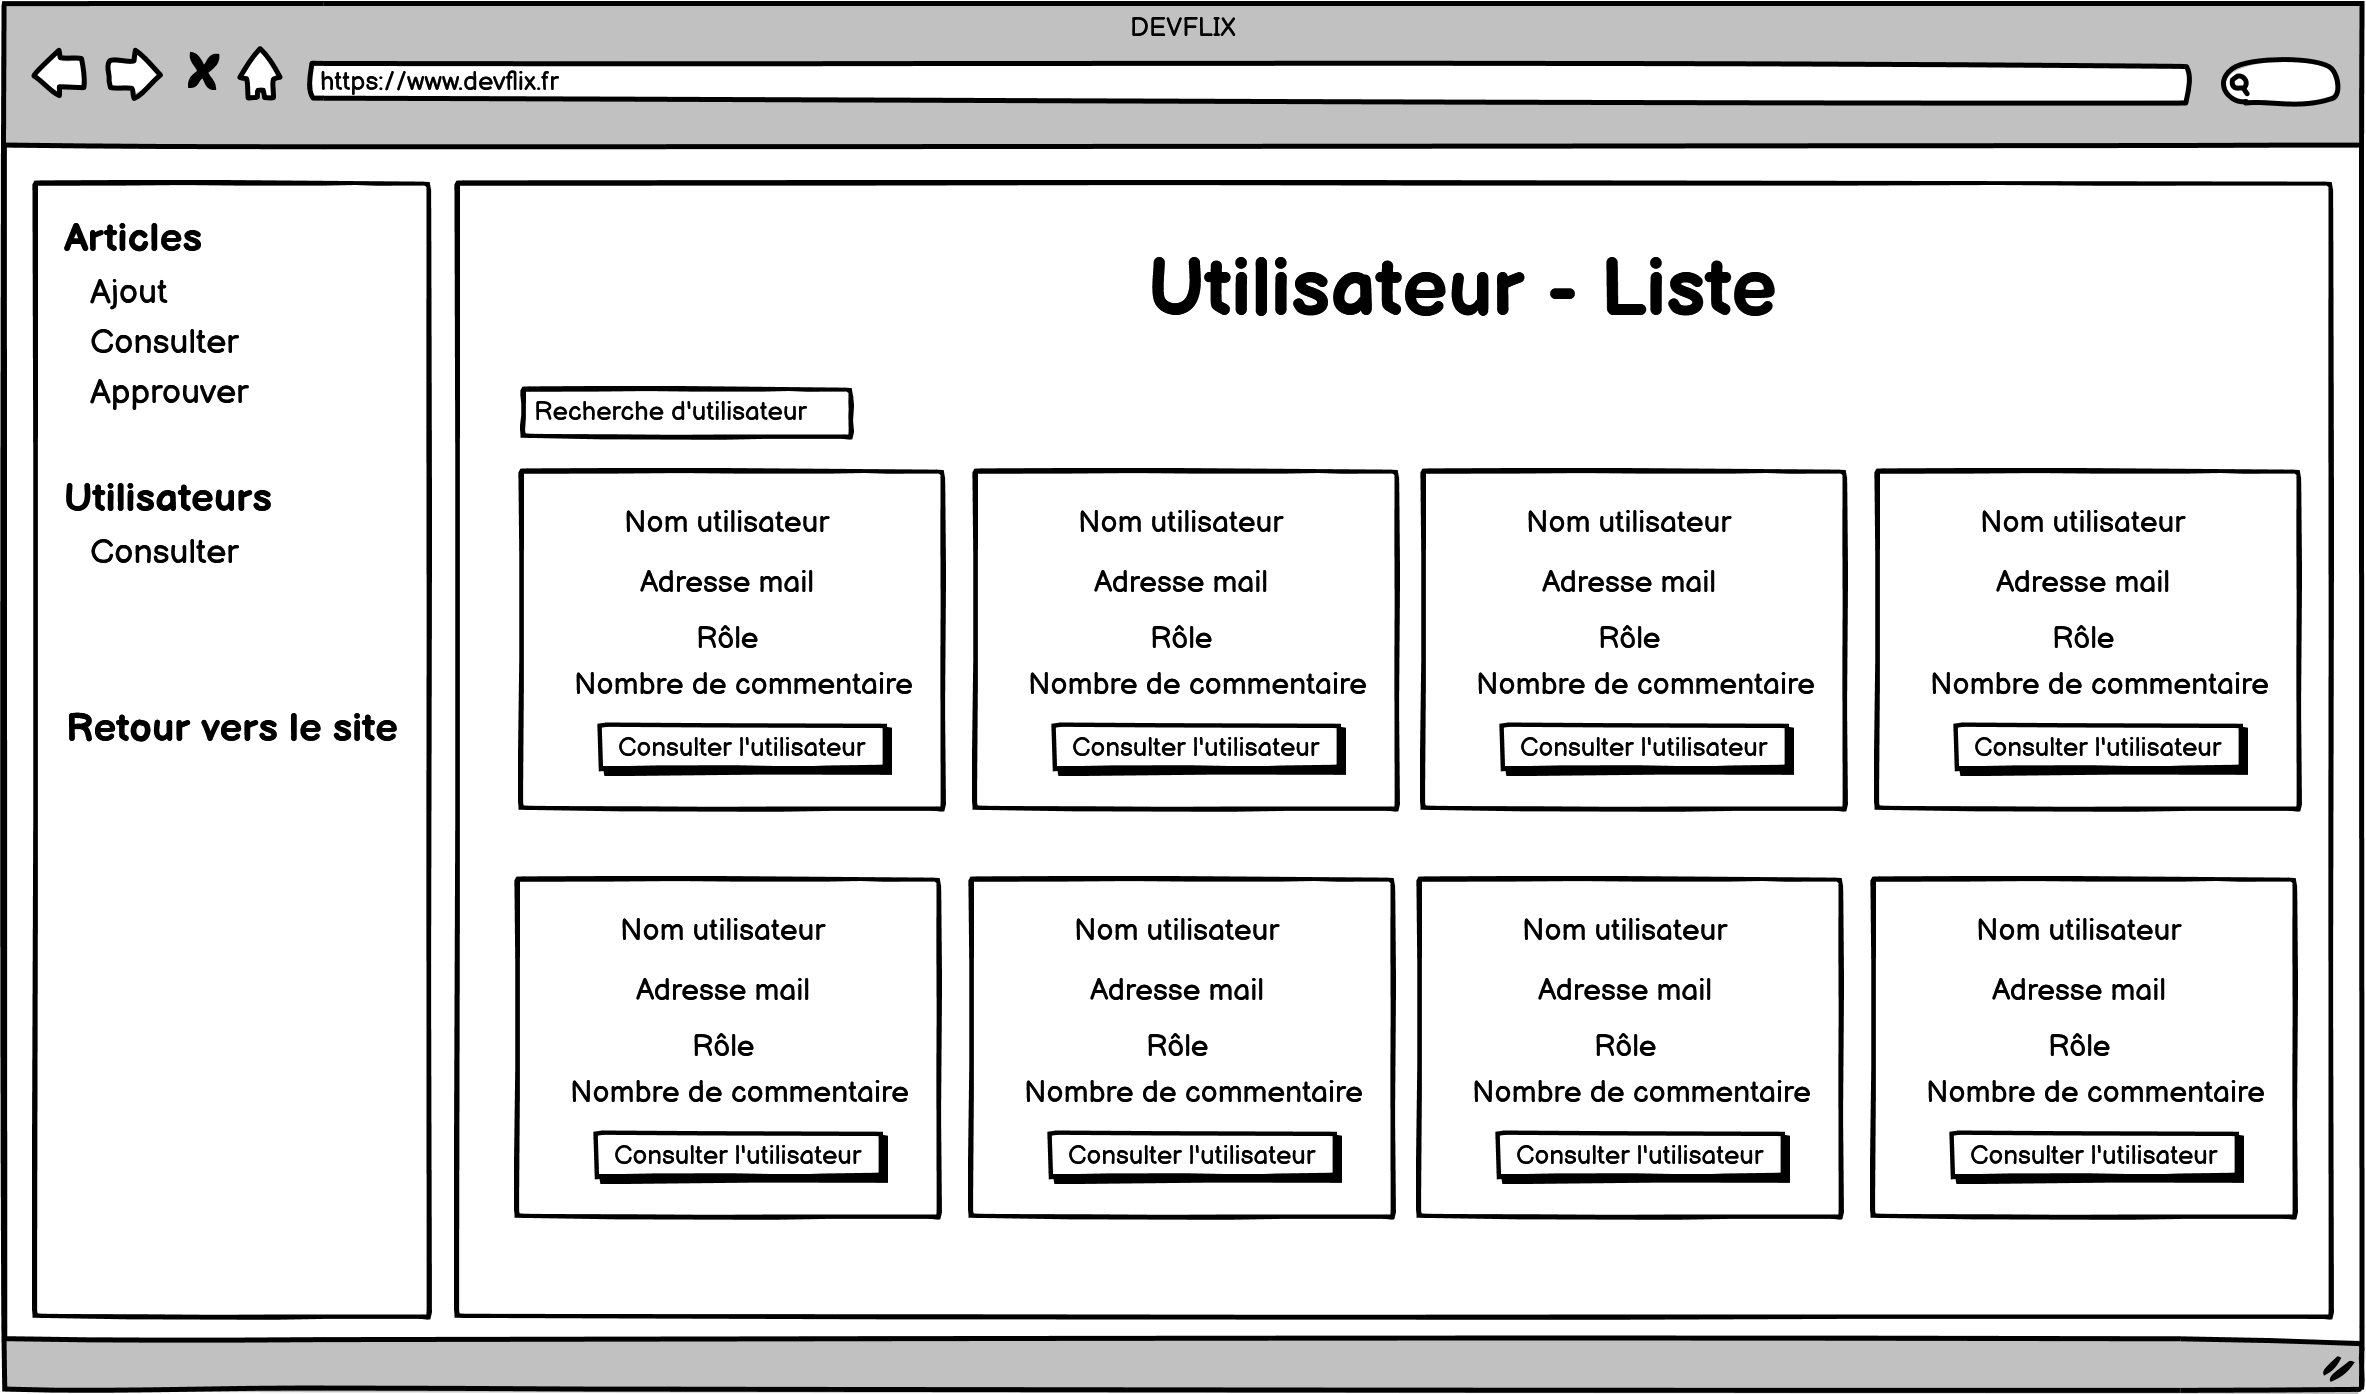 DEVFLIX
https://www.devflix.fr
Articles
Ajout
Consulter
Approuver
Utilisateurs
Consulter
Retour vers le site
Utilisateur - Liste
Recherche d'utilisateur
Nom utilisateur
Adresse mail
Rôle
Nombre de commentaire
Consulter l'utilisateur
Nom utilisateur
Adresse mail
Rôle
Nombre de commentaire
Consulter l'utilisateur
Nom utilisateur
Adresse mail
Rôle
Nombre de commentaire
Consulter l'utilisateur
Nom utilisateur
Adresse mail
Rôle
Nombre de commentaire
Consulter l'utilisateur
Nom utilisateur
Adresse mail
Rôle
Nombre de commentaire
Consulter l'utilisateur
Nom utilisateur
Adresse mail
Rôle
Nombre de commentaire
Consulter l'utilisateur
Nom utilisateur
Adresse mail
Rôle
Nombre de commentaire
Consulter l'utilisateur
Nom utilisateur
Adresse mail
Rôle
Nombre de commentaire
Consulter l'utilisateur